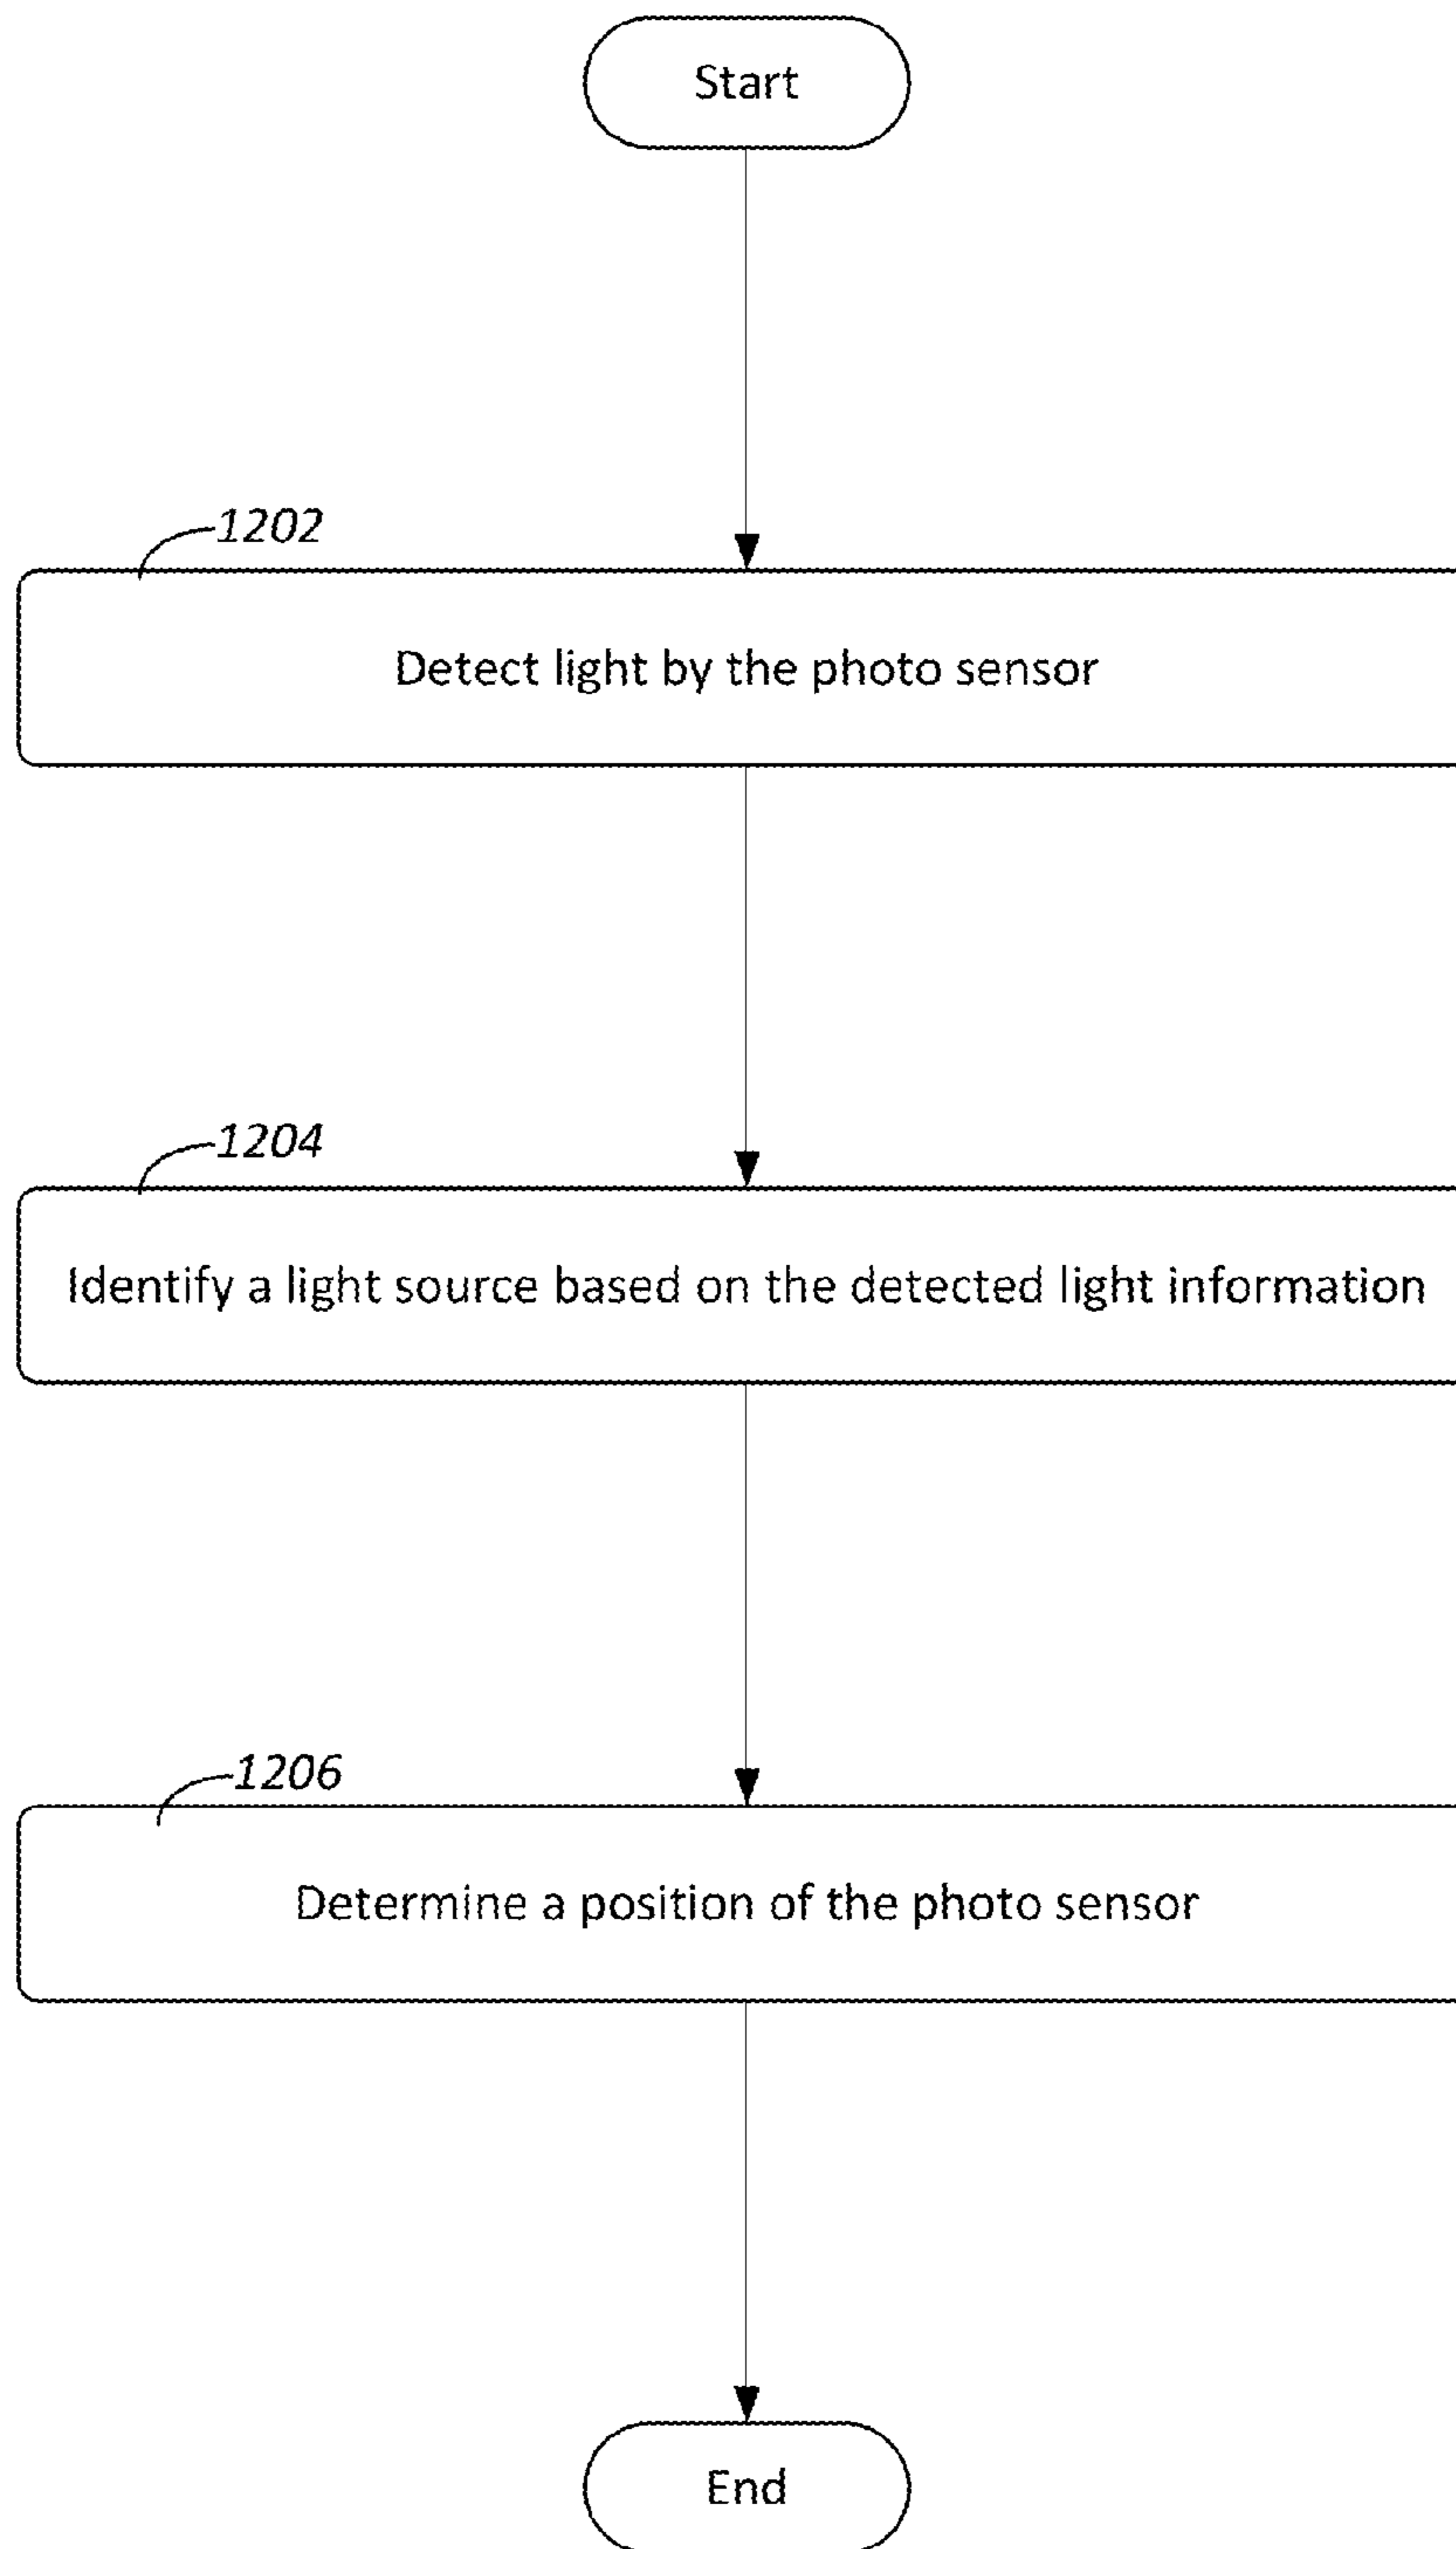 Start
1202
Detect light by the photo sensor
1204
Identify a light source based on the detected light information
1206
Determine a position of the photo sensor
End